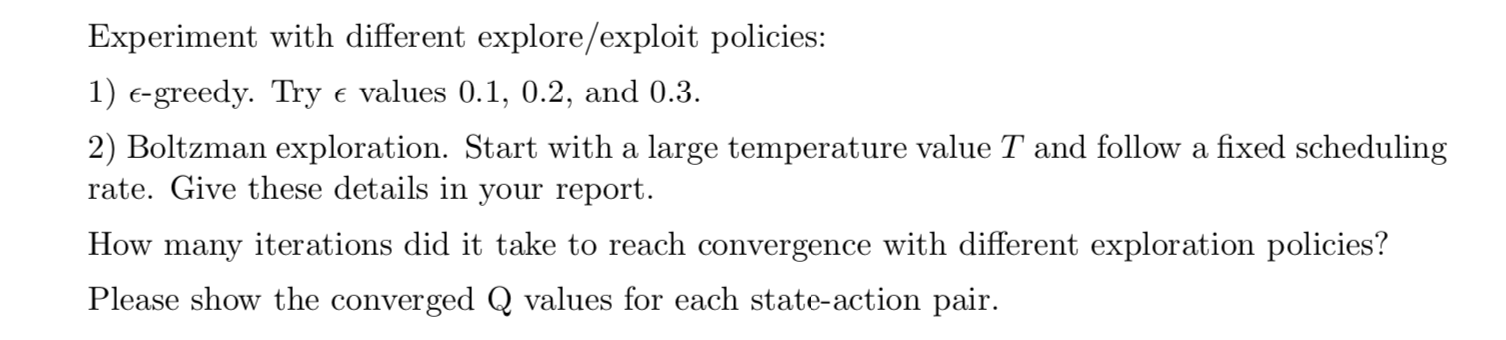 Experiment with different explore/exploit policies:
1) ϵ-greedy. Try ϵ values 0.1, 0.2, and 0.3.
2) Boltzman exploration. Start with a large temperature value T and follow a fixed scheduling
rate. Give these details in your report.
How many iterations did it take to reach convergence with different exploration policies?
Please show the converged Q values for each state-action pair.